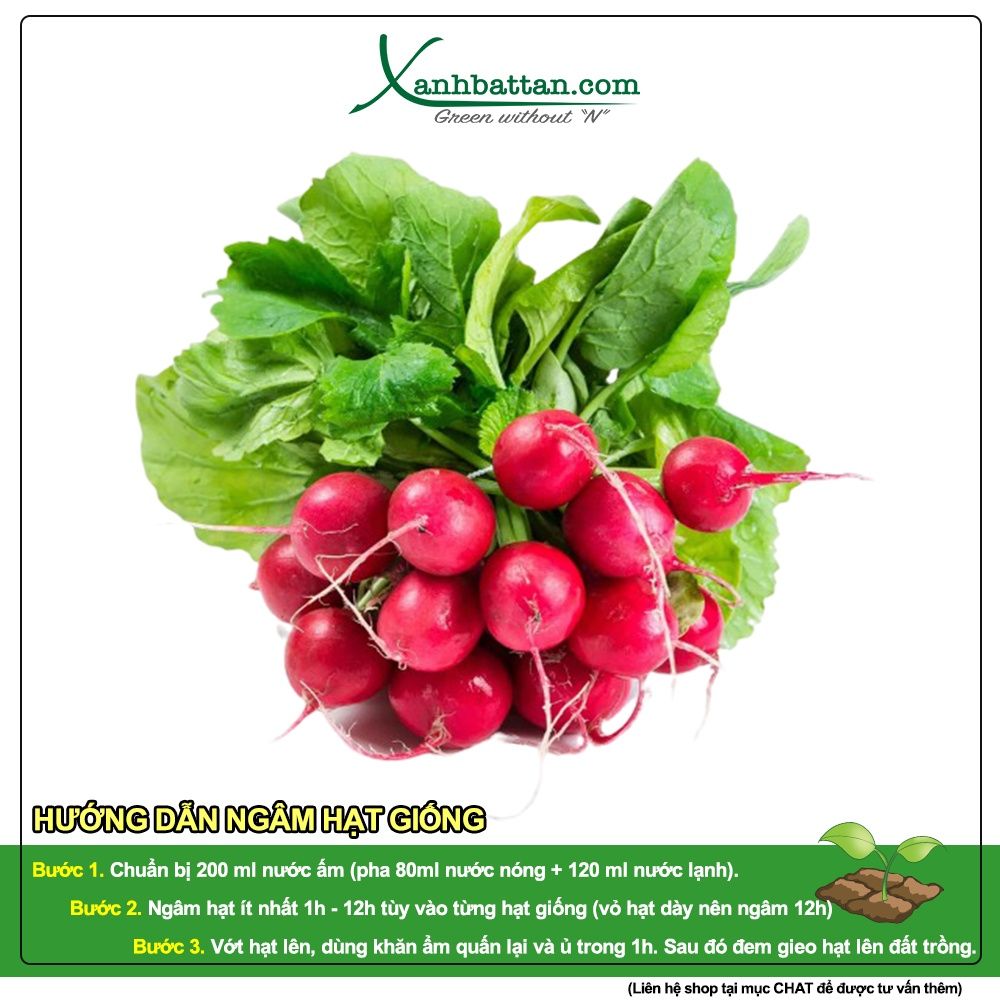 Xanhbattan.com
Green without "N"
HƯỚNG DẪN NGÂM HẠT GIỐNG
Bước 1. Chuẩn bị 200 ml nước ấm (pha 80ml nước nóng + 120 ml nước lạnh).
Bước 2. Ngâm hạt ít nhất 1h - 12h tùy vào từng hạt giống (vỏ hạt dày nên ngâm 12h)
Bước 3. Vớt hạt lên, dùng khăn ẩm quấn lại và ủ trong 1h. Sau đó đem gieo hạt lên đất trồng.
(Liên hệ shop tại mục CHAT để được tư vấn thêm)